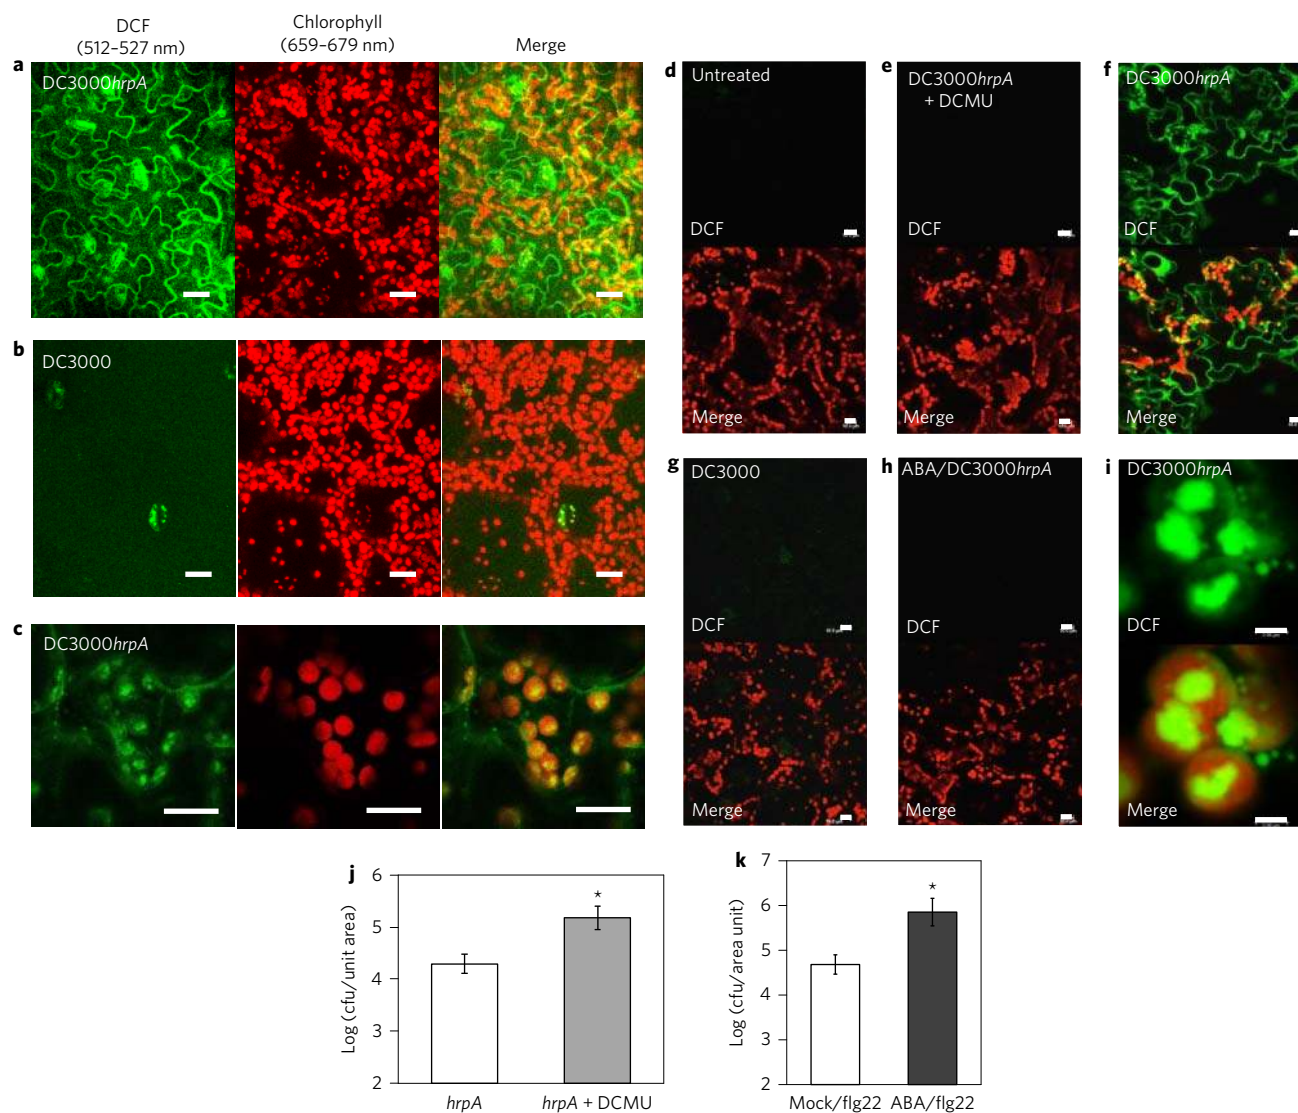 DCF
(512–527 nm)
Chlorophyll
(659–679 nm)
Merge
a
DC3000hrpA
b
DC3000
c
DC3000hrpA
d
Untreated
DCF
Merge
e
DC3000hrpA
+ DCMU
DCF
Merge
f
DC3000hrpA
DCF
Merge
g
DC3000
DCF
Merge
h
ABA/DC3000hrpA
DCF
Merge
i
DC3000hrpA
DCF
Merge
j
Log (cfu/unit area)
6
5
4
3
2
*
hrpA
hrpA + DCMU
k
Log (cfu/area unit)
7
6
5
4
3
2
*
Mock/flg22
ABA/flg22